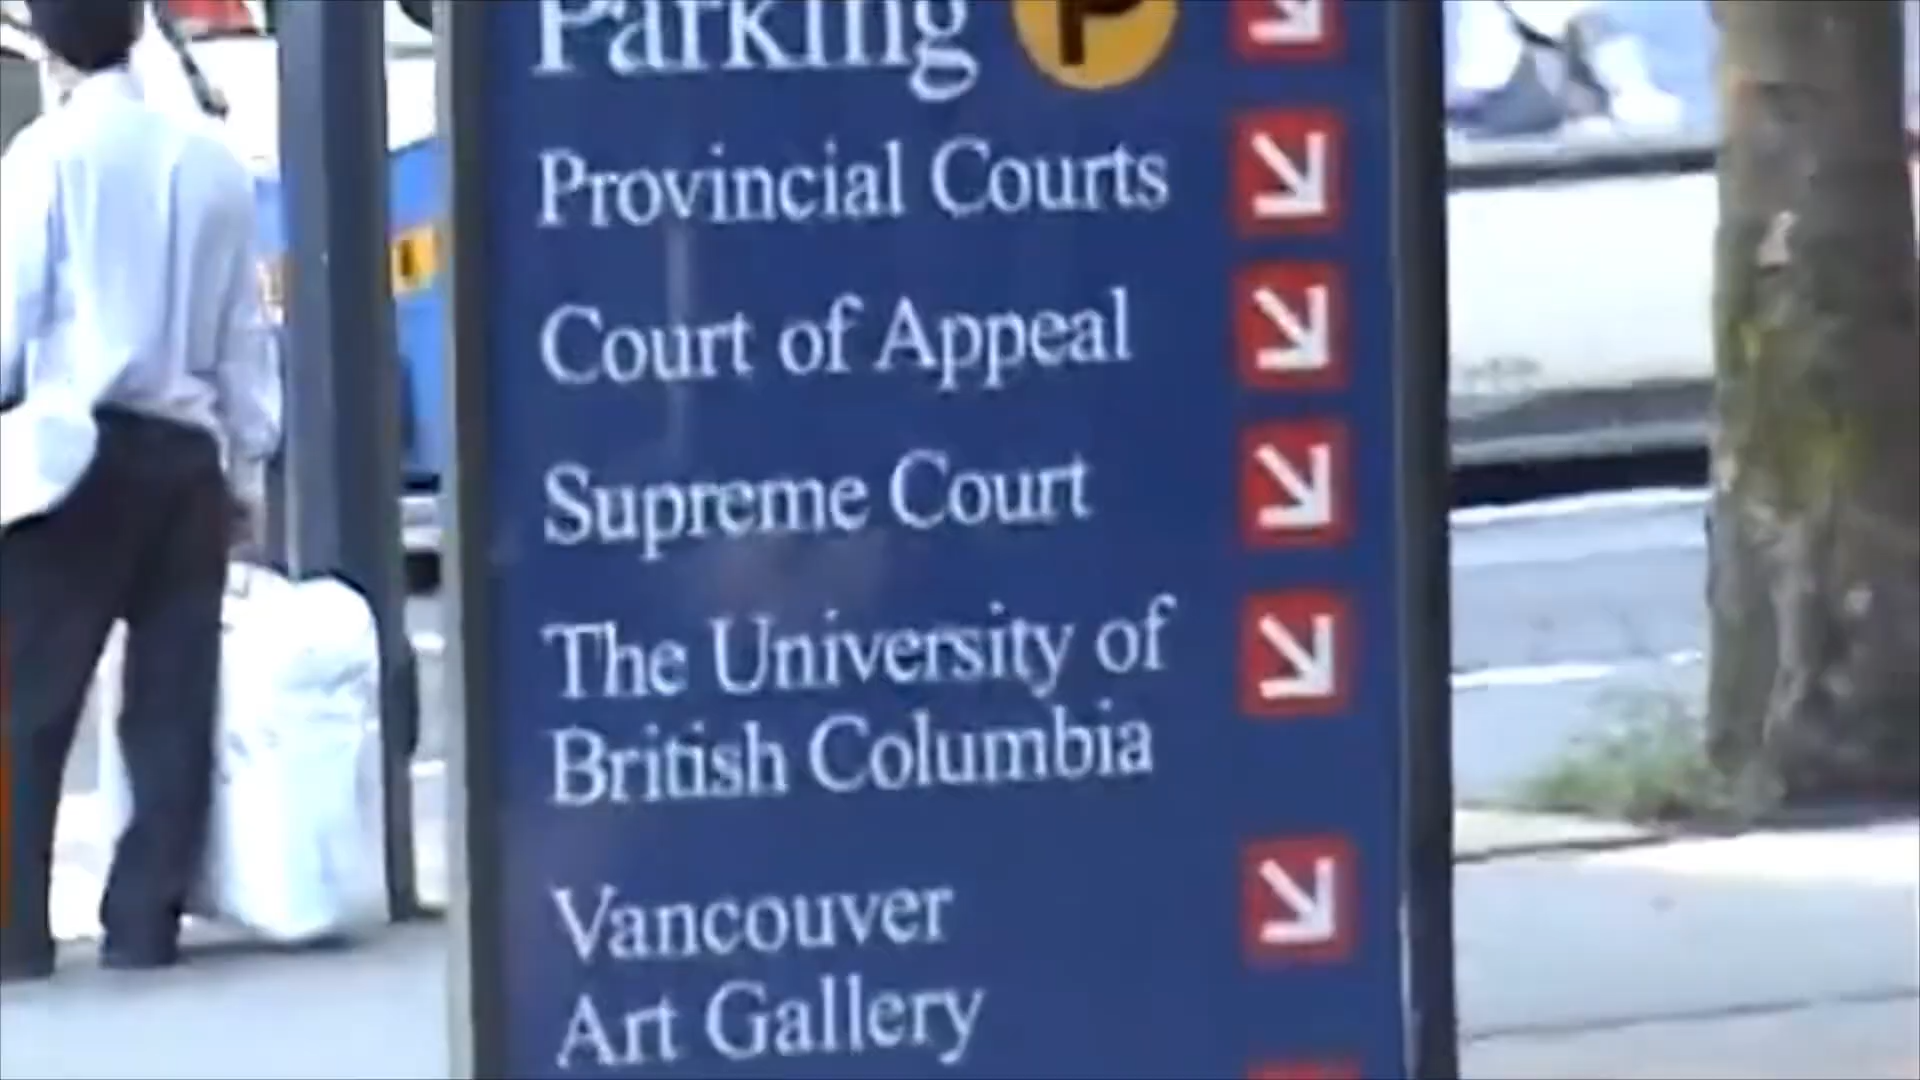 Parking P
Provincial Courts
Court of Appeal
Supreme Court
The University of
British Columbia
Vancouver
Art Gallery